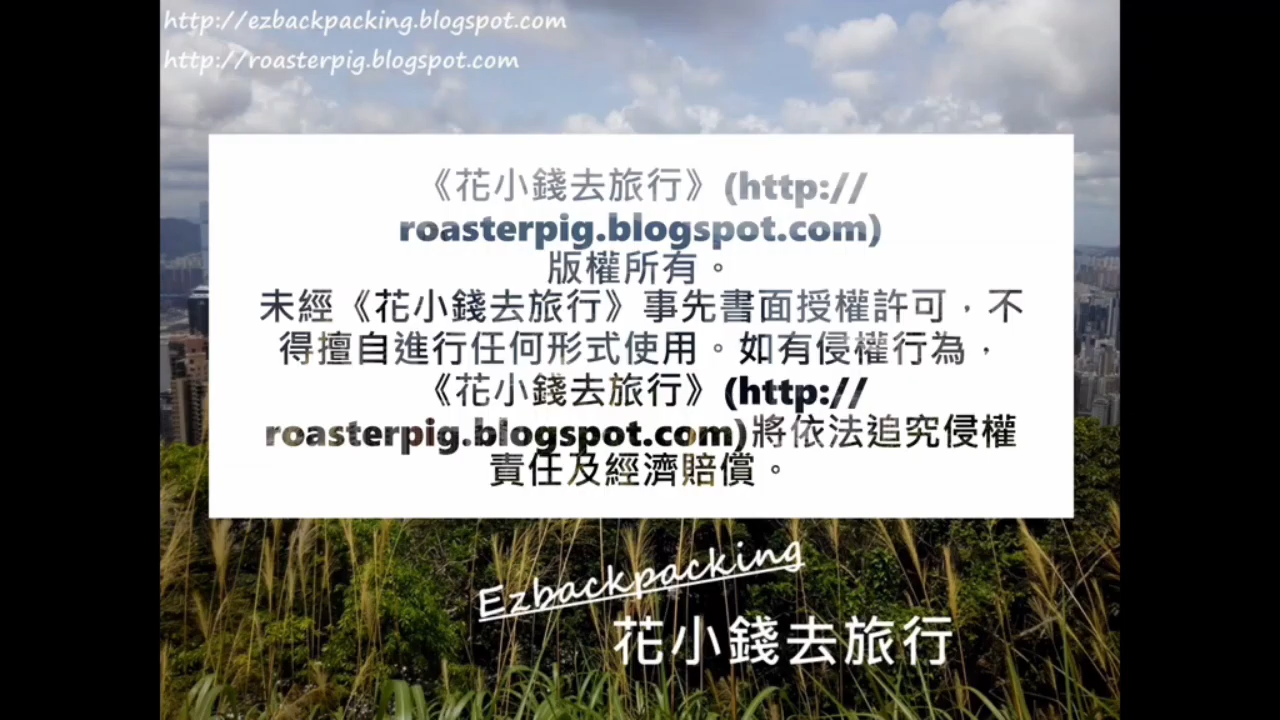 http://ezbackpacking.blogspot.com
http://roasterpig.blogspot.com
《花小錢去旅行》(http://
roasterpig.blogspot.com)
版權所有。
未經《花小錢去旅行》事先書面授權許可，不
得擅自進行任何形式使用。如有侵權行為，
《花小錢去旅行》(http://
roasterpig.blogspot.com)將依法追究侵權
責任及經濟賠償。
Ezbackpacking
花小錢去旅行